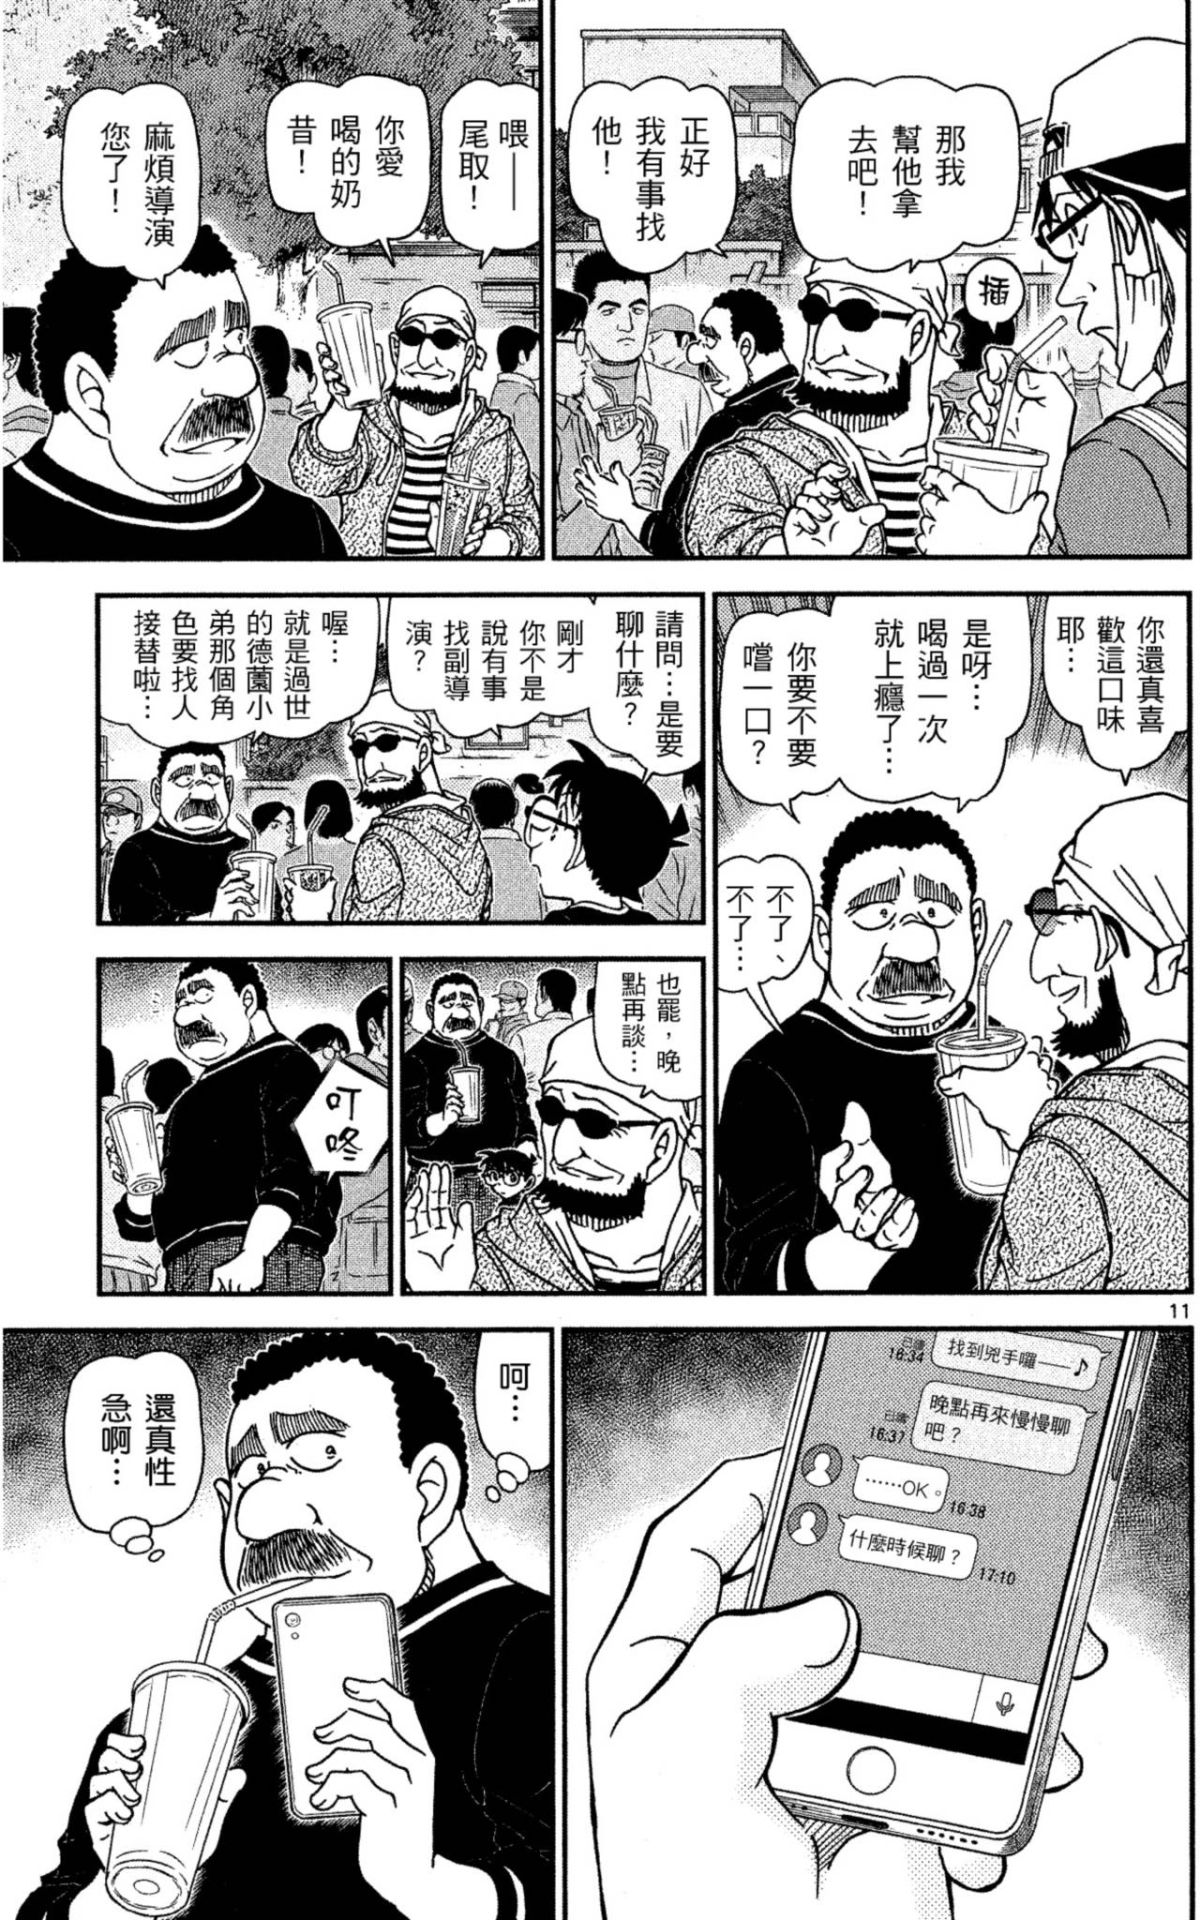 那我
幫他拿
去吧！
正好
我有事找
他！
插
喂——
尾取！
你愛
喝的奶
昔！
麻煩導演
您了！
你還真喜
歡這口味
耶…
是呀…
喝過一次
就上癮了…
你要不要
嚐一口？
不了、
不了…
請問…是要
聊什麼？
剛才
你不是
說有事
找副導
演？
喔…
就是過世
的德薗小
弟那個角
色要找人
接替啦…
也罷，晚
點再談…
叮咚
11
已讀
16:34
找到兇手囉——♪
晚點再來慢慢聊
吧？
已讀
16:37
……OK。
16:38
什麼時候聊？
17:10
呵…
還真性
急啊…